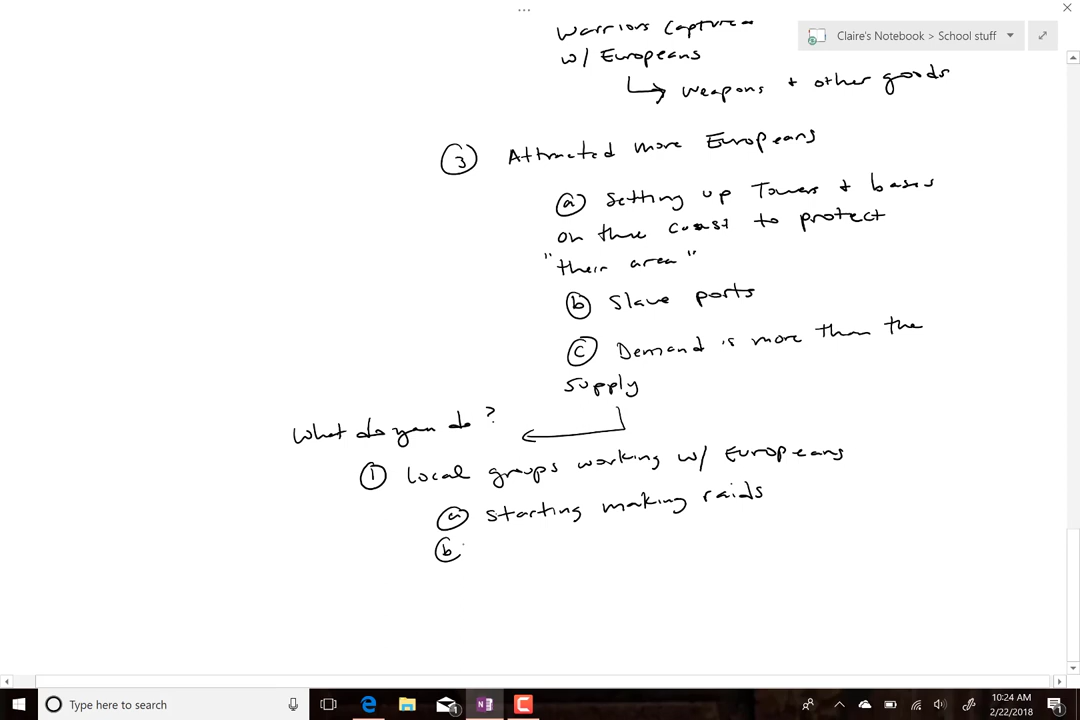 ...
Warriors Captured
w/ Europeans
Claire's Notebook > School stuff
↳ weapons + other goods
③ Attracted more Europeans
ⓐ Setting up Towers + bases
on the coast to protect
"their area"
ⓑ Slave ports
ⓒ Demand is more than the
supply
What do you do?
① Local groups working w/ Europeans
ⓐ starting making raids
ⓑ
Type here to search
10:24 AM
2/22/2018